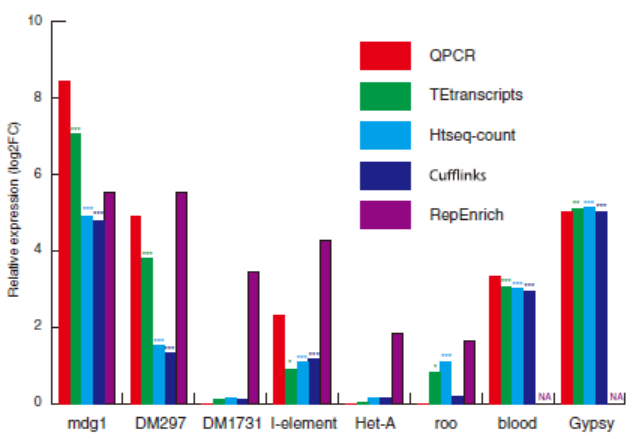 10
8
6
4
2
0
Relative expression (log2FC)
QPCR
TEtranscripts
Htseq-count
Cufflinks
RepEnrich
*** *** ***
*** *** ***
* *** ***
* ***
*** *** ***
** *** ***
NA NA
mdg1 DM297 DM1731 I-element Het-A roo blood Gypsy